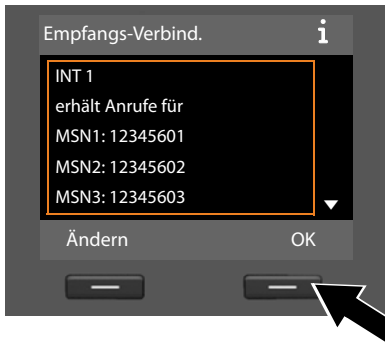 Empfangs-Verbind. i
INT 1
erhält Anrufe für
MSN1: 12345601
MSN2: 12345602
MSN3: 12345603
Ändern OK